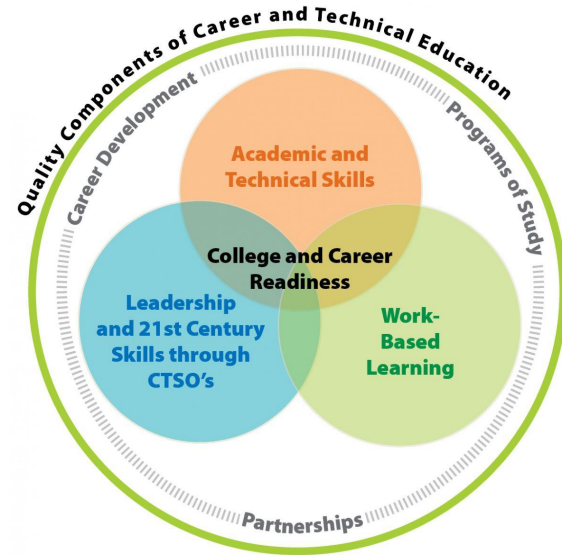 Quality Components of Career and Technical Education
Career Development
Programs of Study
Academic and
Technical Skills
College and Career
Readiness
Leadership
and 21st Century
Skills through
CTSO's
Work-
Based
Learning
Partnerships